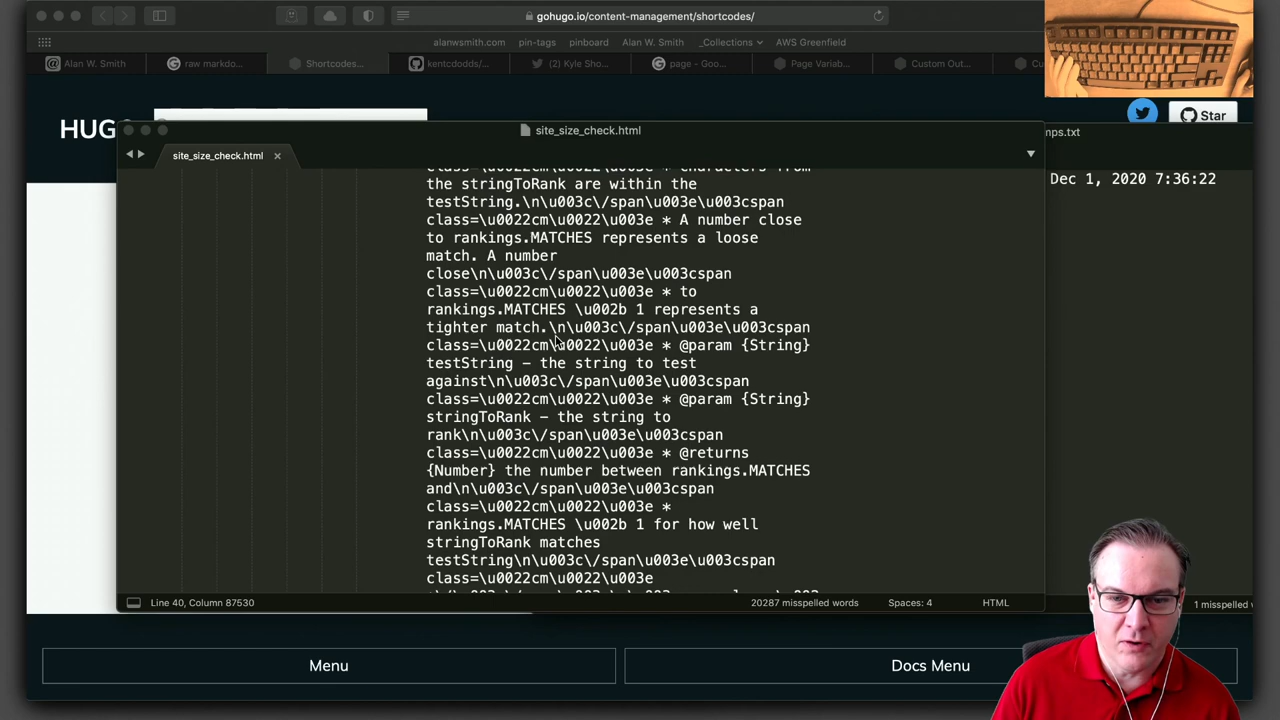 gohugo.io/content-management/shortcodes/
alanwsmith.com pin-tags pinboard Alan W. Smith _Collections AWS Greenfield
Alan W. Smith raw markdo... Shortcodes... kentcdodds/... (2) Kyle Sho... page - Goo... Page Variab... Custom Out... Cu
HUG
Star
site_size_check.html
mps.txt
site_size_check.html
Dec 1, 2020 7:36:22
class=\u0022cm\u0022\u003e * characters from
the stringToRank are within the
testString.\n\u003c\/span\u003e\u003cspan
class=\u0022cm\u0022\u003e * A number close
to rankings.MATCHES represents a loose
match. A number
close\n\u003c\/span\u003e\u003cspan
class=\u0022cm\u0022\u003e * to
rankings.MATCHES \u002b 1 represents a
tighter match.\n\u003c\/span\u003e\u003cspan
class=\u0022cm\u0022\u003e * @param {String}
testString - the string to test
against\n\u003c\/span\u003e\u003cspan
class=\u0022cm\u0022\u003e * @param {String}
stringToRank - the string to
rank\n\u003c\/span\u003e\u003cspan
class=\u0022cm\u0022\u003e * @returns
{Number} the number between rankings.MATCHES
and\n\u003c\/span\u003e\u003cspan
class=\u0022cm\u0022\u003e *
rankings.MATCHES \u002b 1 for how well
stringToRank matches
testString\n\u003c\/span\u003e\u003cspan
class=\u0022cm\u0022\u003e
Line 40, Column 87530 20287 misspelled words Spaces: 4 HTML
1 misspelled w
Menu
Docs Menu